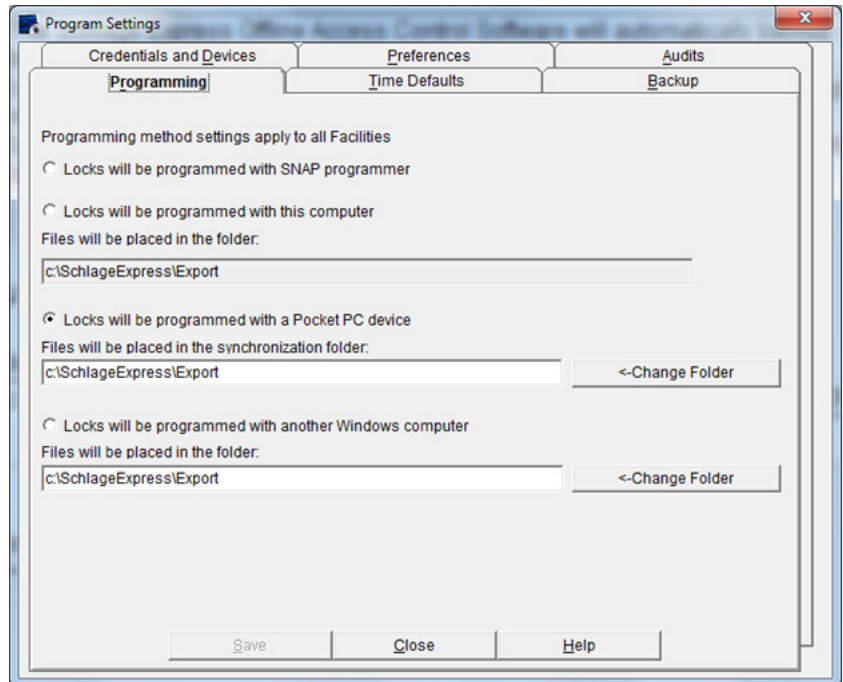 Program Settings
Credentials and Devices Preferences Audits
Programming Time Defaults Backup
Programming method settings apply to all Facilities
Locks will be programmed with SNAP programmer
Locks will be programmed with this computer
Files will be placed in the folder:
c:\SchlageExpress\Export
Locks will be programmed with a Pocket PC device
Files will be placed in the synchronization folder:
c:\SchlageExpress\Export <-Change Folder
Locks will be programmed with another Windows computer
Files will be placed in the folder:
c:\SchlageExpress\Export <-Change Folder
Save Close Help